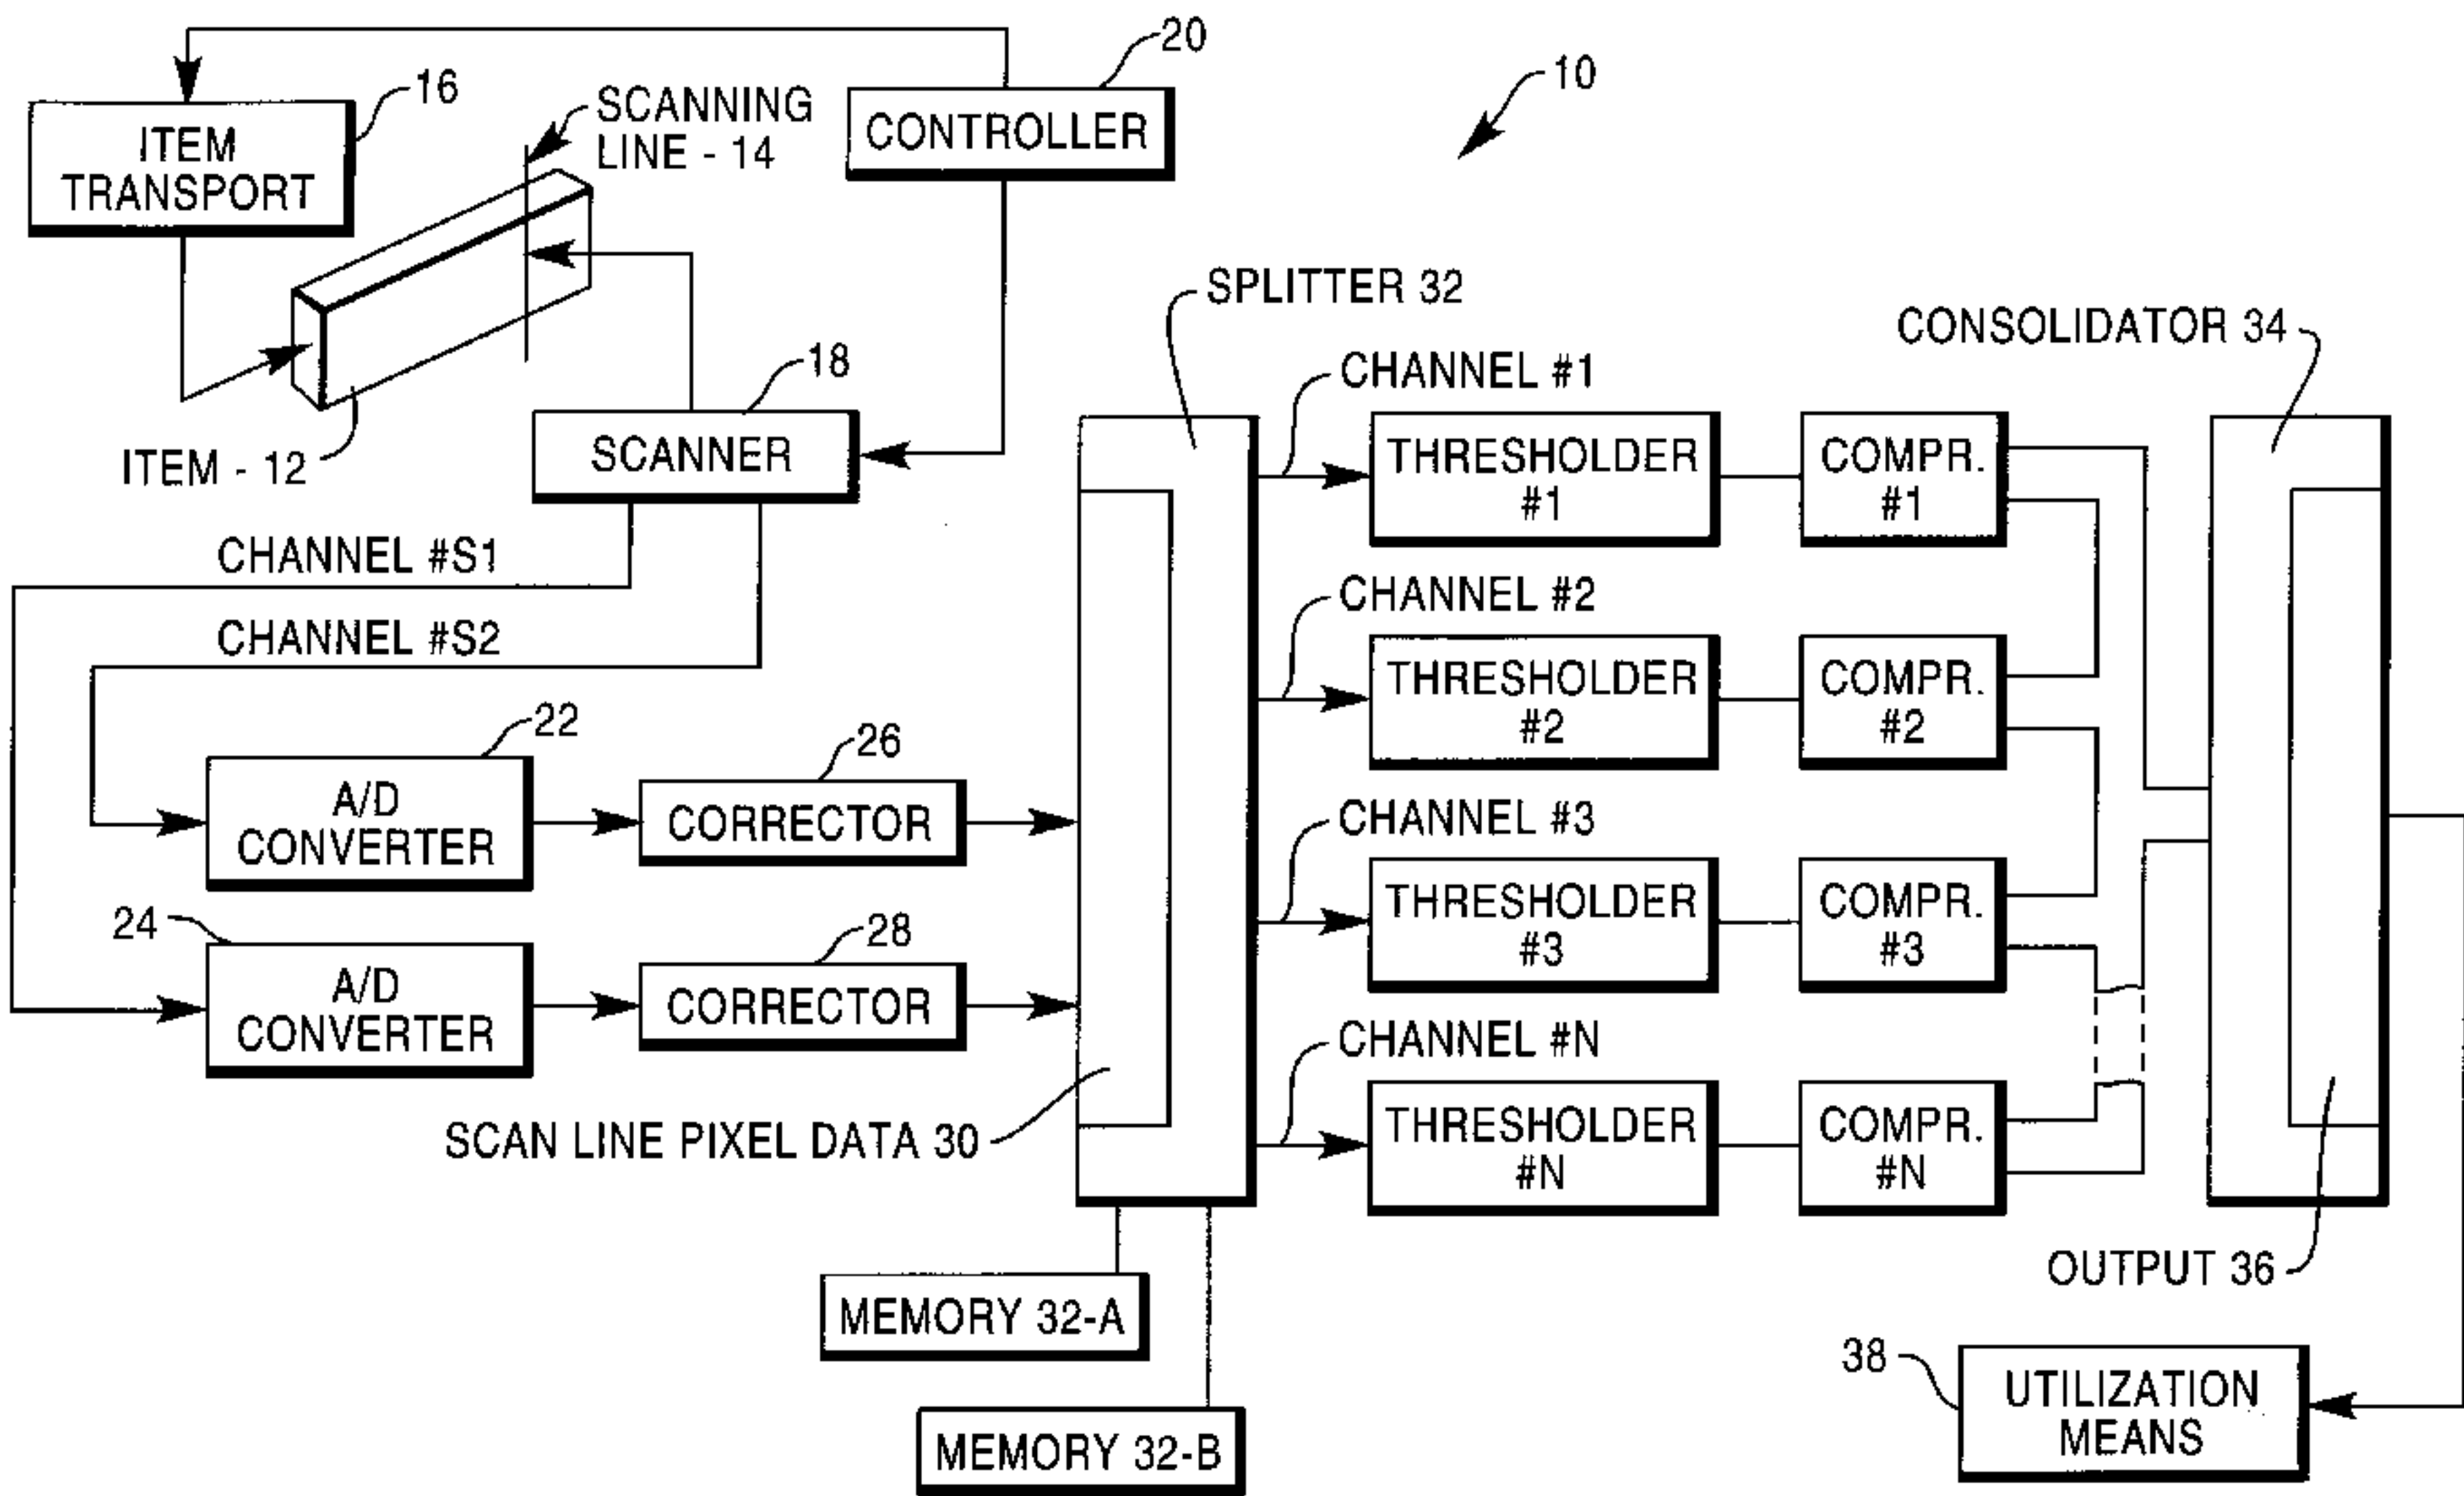 20
10
16
ITEM
TRANSPORT
SCANNING
LINE - 14
CONTROLLER
SPLITTER 32
CONSOLIDATOR 34
18
CHANNEL #1
ITEM - 12
SCANNER
THRESHOLDER
#1
COMPR.
#1
CHANNEL #S1
CHANNEL #2
CHANNEL #S2
THRESHOLDER
#2
COMPR.
#2
22
26
A/D
CONVERTER
CORRECTOR
CHANNEL #3
24
28
THRESHOLDER
#3
COMPR.
#3
A/D
CONVERTER
CORRECTOR
CHANNEL #N
SCAN LINE PIXEL DATA 30
THRESHOLDER
#N
COMPR.
#N
OUTPUT 36
MEMORY 32-A
38
UTILIZATION
MEANS
MEMORY 32-B